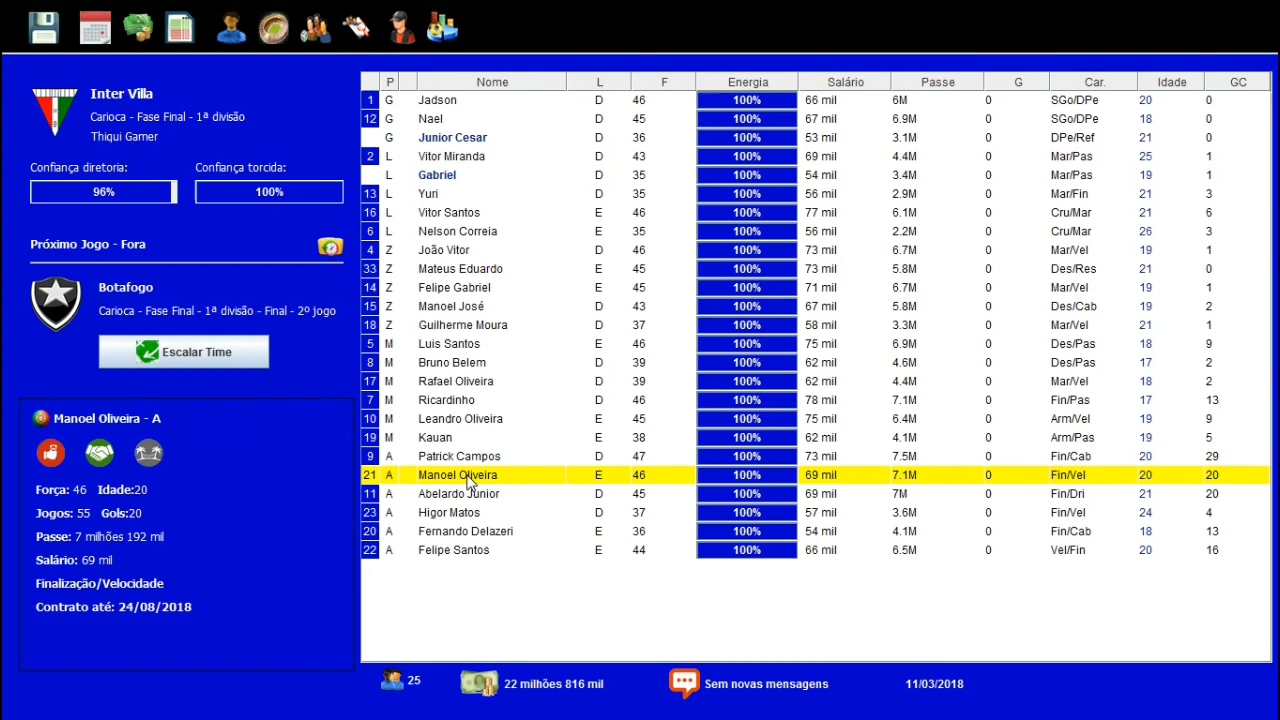 Inter Villa
Carioca - Fase Final - 1ª divisão
Thiqui Gamer
Confiança diretoria: Confiança torcida:
96% 100%
Próximo Jogo - Fora
Botafogo
Carioca - Fase Final - 1ª divisão - Final - 2º jogo
Escalar Time
Manoel Oliveira - A
Força: 46 Idade:20
Jogos: 55 Gols:20
Passe: 7 milhões 192 mil
Salário: 69 mil
Finalização/Velocidade
Contrato até: 24/08/2018
P Nome L F Energia Salário Passe G Car. Idade GC
1 G Jadson D 46 100% 66 mil 6M 0 SGo/DPe 20 0
12 G Nael D 45 100% 67 mil 6.9M 0 SGo/DPe 18 0
G Junior Cesar D 36 100% 53 mil 3.1M 0 DPe/Ref 21 0
2 L Vitor Miranda D 43 100% 69 mil 4.4M 0 Mar/Pas 25 1
L Gabriel D 35 100% 54 mil 3.4M 0 Mar/Pas 19 1
13 L Yuri D 35 100% 56 mil 2.9M 0 Mar/Fin 21 3
16 L Vitor Santos E 46 100% 77 mil 6.1M 0 Cru/Mar 21 6
6 L Nelson Correia E 35 100% 56 mil 2.2M 0 Cru/Mar 26 3
4 Z João Vitor D 46 100% 73 mil 6.7M 0 Mar/Vel 19 1
33 Z Mateus Eduardo E 45 100% 73 mil 5.8M 0 Des/Res 21 0
14 Z Felipe Gabriel E 45 100% 71 mil 6.7M 0 Mar/Vel 19 1
15 Z Manoel José D 43 100% 67 mil 5.8M 0 Des/Cab 19 2
18 Z Guilherme Moura D 37 100% 58 mil 3.3M 0 Mar/Vel 21 1
5 M Luis Santos E 45 100% 75 mil 6.9M 0 Des/Pas 18 9
8 M Bruno Belem D 39 100% 62 mil 4.6M 0 Des/Pas 17 2
17 M Rafael Oliveira D 39 100% 62 mil 4.4M 0 Mar/Vel 18 2
7 M Ricardinho D 46 100% 78 mil 7.1M 0 Fin/Pas 17 13
10 M Leandro Oliveira E 45 100% 75 mil 6.4M 0 Arm/Vel 19 9
19 M Kauan E 38 100% 62 mil 4.1M 0 Arm/Pas 19 5
9 A Patrick Campos D 47 100% 73 mil 7.5M 0 Fin/Cab 20 29
21 A Manoel Oliveira E 46 100% 69 mil 7.1M 0 Fin/Vel 20 20
11 A Abelardo Junior D 45 100% 69 mil 7M 0 Fin/Dri 21 20
23 A Higor Matos D 37 100% 57 mil 3.6M 0 Fin/Vel 24 4
20 A Fernando Delazeri E 36 100% 54 mil 4.1M 0 Fin/Cab 18 13
22 A Felipe Santos E 44 100% 66 mil 6.5M 0 Vel/Fin 20 16
25 22 milhões 816 mil Sem novas mensagens 11/03/2018